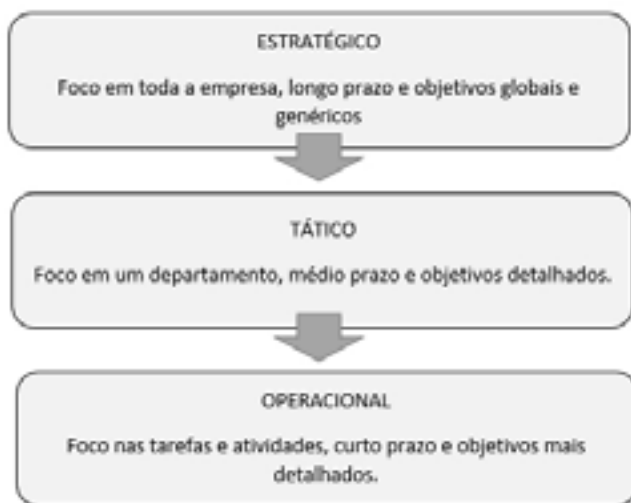 ESTRATÉGICO
Foco em toda a empresa, longo prazo e objetivos globais e
genéricos
TÁTICO
Foco em um departamento, médio prazo e objetivos detalhados.
OPERACIONAL
Foco nas tarefas e atividades, curto prazo e objetivos mais
detalhados.